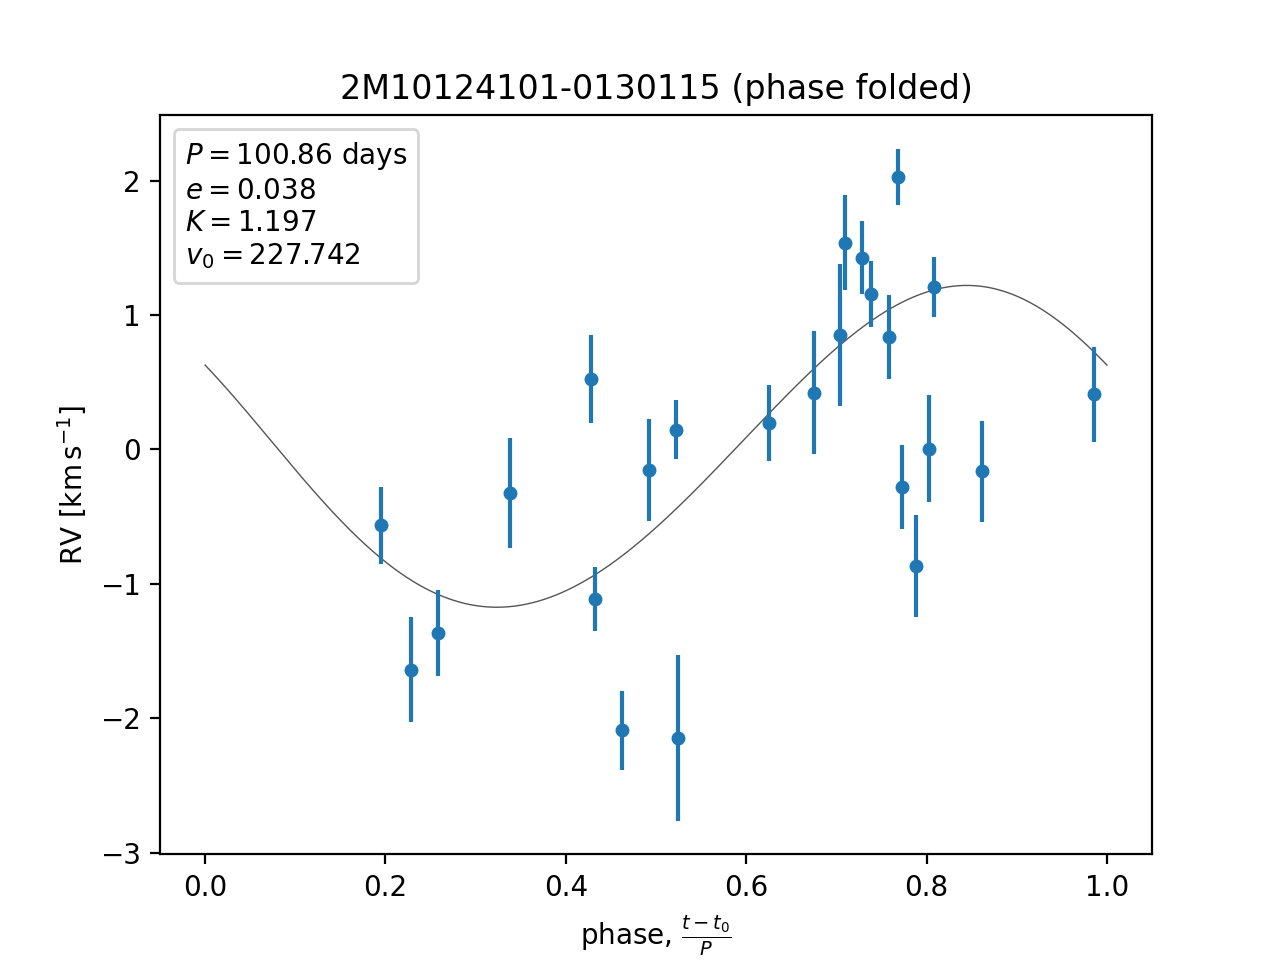 2M10124101-0130115 (phase folded)
P = 100.86 days
e = 0.038
K = 1.197
v₀ = 227.742
2
1
0
−1
−2
−3
RV [km s⁻¹]
0.0 0.2 0.4 0.6 0.8 1.0
phase, (t − t₀)/P